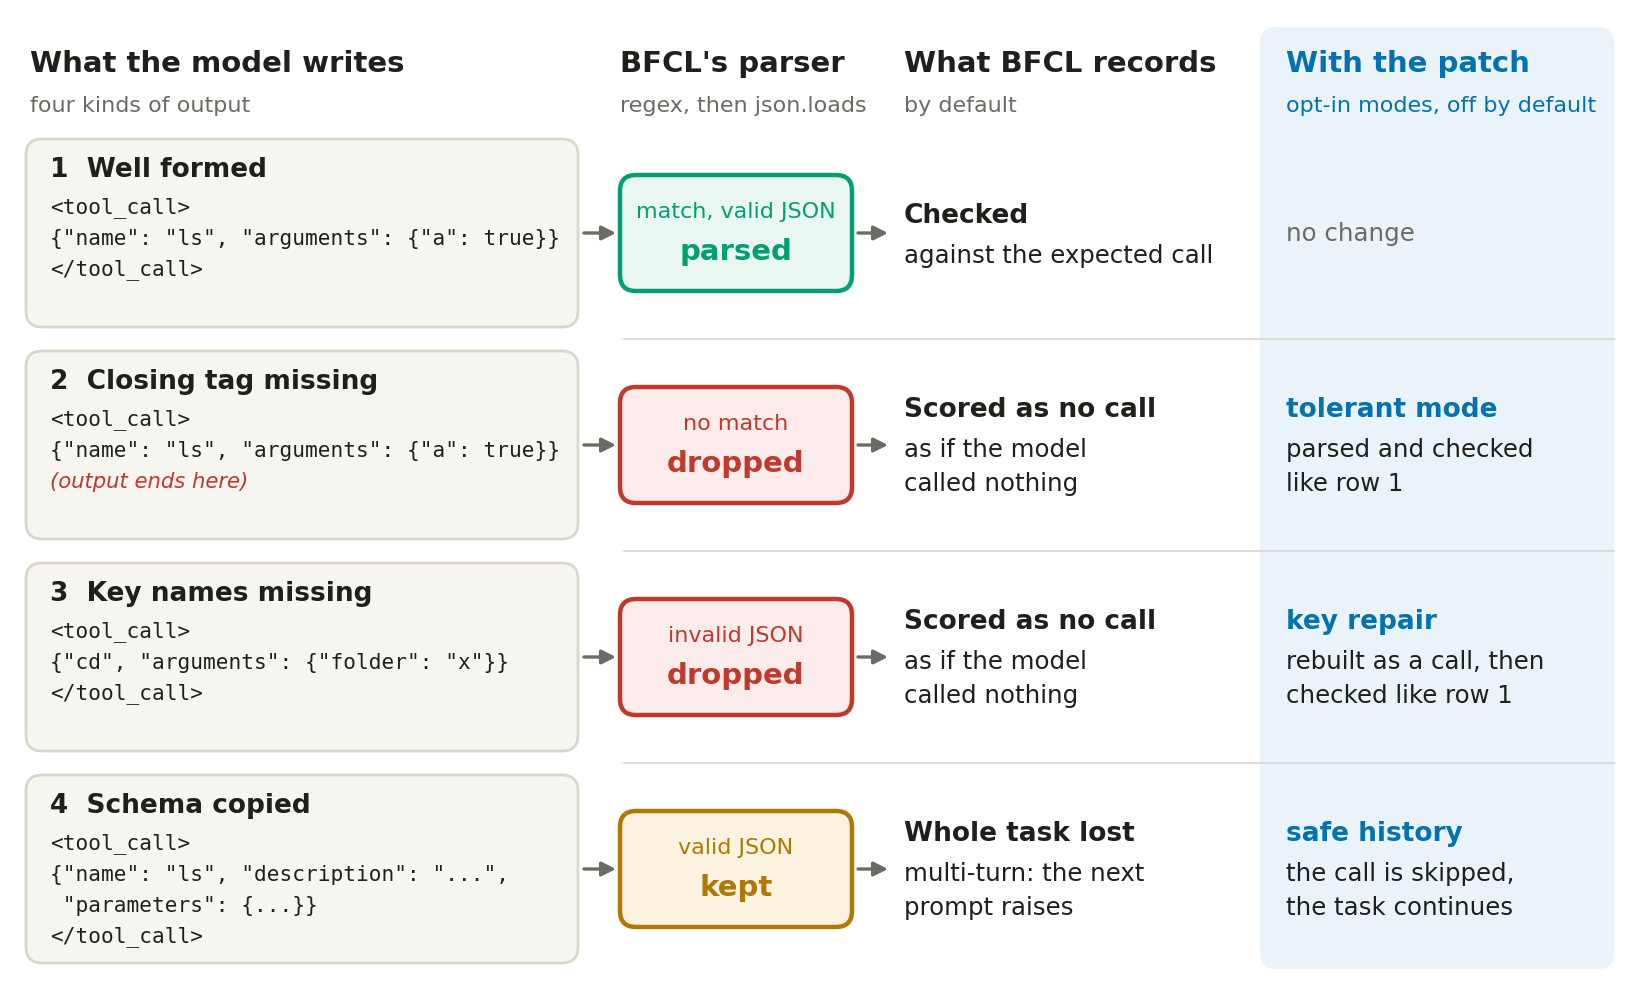 What the model writes
four kinds of output
BFCL's parser
regex, then json.loads
What BFCL records
by default
With the patch
opt-in modes, off by default
1 Well formed
<tool_call>
{"name": "ls", "arguments": {"a": true}}
</tool_call>
match, valid JSON
parsed
Checked
against the expected call
no change
2 Closing tag missing
<tool_call>
{"name": "ls", "arguments": {"a": true}}
(output ends here)
no match
dropped
Scored as no call
as if the model
called nothing
tolerant mode
parsed and checked
like row 1
3 Key names missing
<tool_call>
{"cd", "arguments": {"folder": "x"}}
</tool_call>
invalid JSON
dropped
Scored as no call
as if the model
called nothing
key repair
rebuilt as a call, then
checked like row 1
4 Schema copied
<tool_call>
{"name": "ls", "description": "...",
"parameters": {...}}
</tool_call>
valid JSON
kept
Whole task lost
multi-turn: the next
prompt raises
safe history
the call is skipped,
the task continues